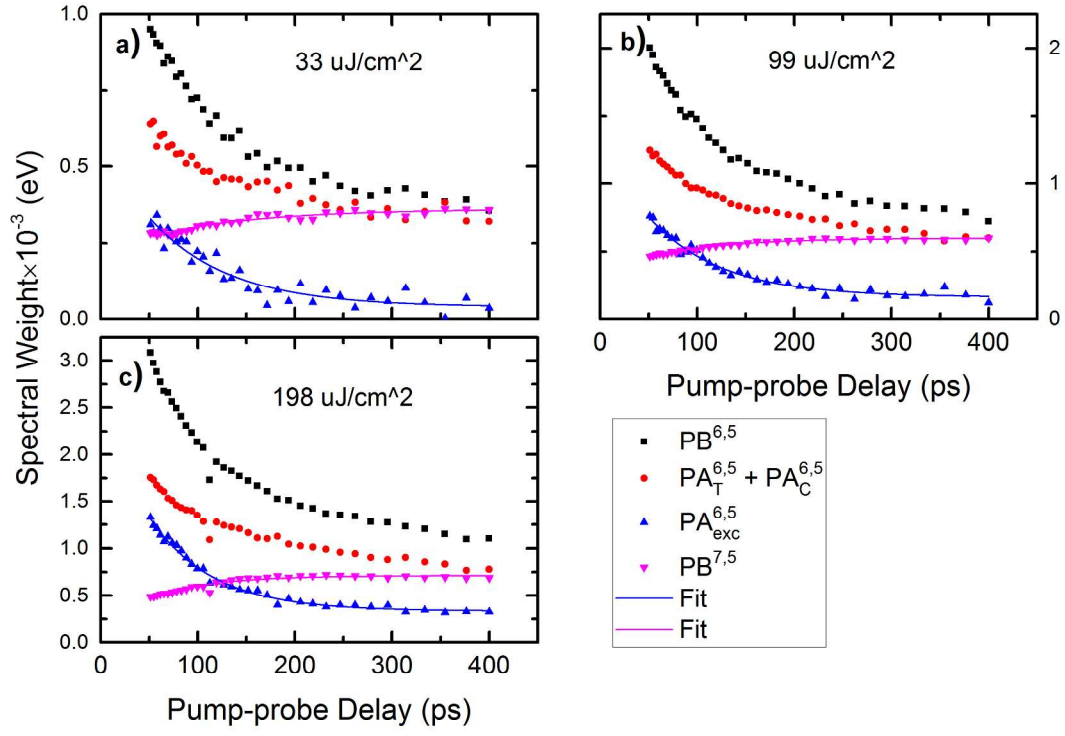 a)
33 uJ/cm^2
1.0
0.5
0.0
b)
99 uJ/cm^2
2
1
0
0 100 200 300 400
Pump-probe Delay (ps)
c)
198 uJ/cm^2
3.0
2.5
2.0
1.5
1.0
0.5
0.0
0 100 200 300 400
Pump-probe Delay (ps)
Spectral Weight×10^-3 (eV)
PB^6,5
PA_T^6,5 + PA_C^6,5
PA_exc^6,5
PB^7,5
Fit
Fit